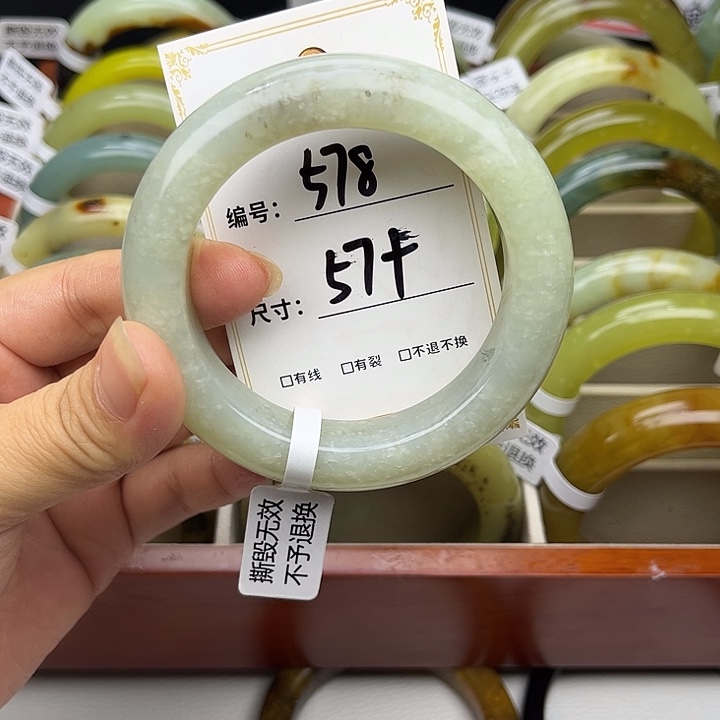 编号：578
尺寸：57卡
□有线 □有裂 □不退不换
撕毁无效
不予退换